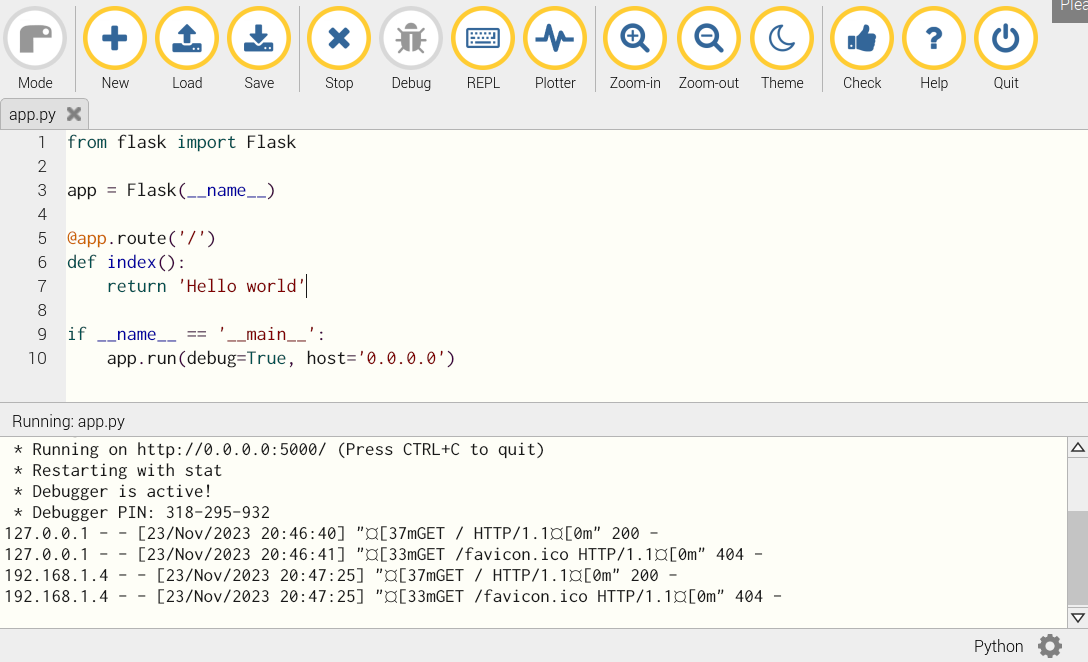 Plea
Mode New Load Save Stop Debug REPL Plotter Zoom-in Zoom-out Theme Check Help Quit
app.py
1 from flask import Flask
2
3 app = Flask(__name__)
4
5 @app.route('/')
6 def index():
7     return 'Hello world'
8
9 if __name__ == '__main__':
10     app.run(debug=True, host='0.0.0.0')
Running: app.py
 * Running on http://0.0.0.0:5000/ (Press CTRL+C to quit)
 * Restarting with stat
 * Debugger is active!
 * Debugger PIN: 318-295-932
127.0.0.1 - - [23/Nov/2023 20:46:40] "¤[37mGET / HTTP/1.1¤[0m" 200 -
127.0.0.1 - - [23/Nov/2023 20:46:41] "¤[33mGET /favicon.ico HTTP/1.1¤[0m" 404 -
192.168.1.4 - - [23/Nov/2023 20:47:25] "¤[37mGET / HTTP/1.1¤[0m" 200 -
192.168.1.4 - - [23/Nov/2023 20:47:25] "¤[33mGET /favicon.ico HTTP/1.1¤[0m" 404 -
Python